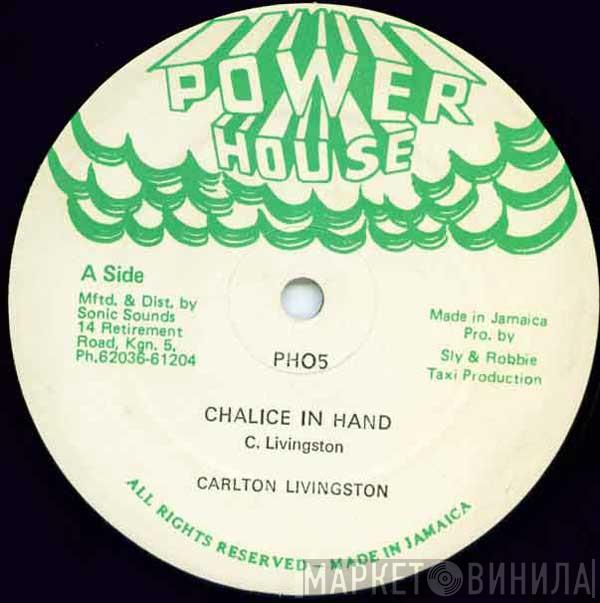 POWER
HOUSE
A Side
Mftd. & Dist. by
Sonic Sounds
14 Retirement
Road, Kgn. 5.
Ph.62036-61204
Made in Jamaica
Pro. by
Sly & Robbie
Taxi Production
PH05
CHALICE IN HAND
C. Livingston
CARLTON LIVINGSTON
ALL RIGHTS RESERVED - MADE IN JAMAICA
МАРКЕТ ВИНИЛА